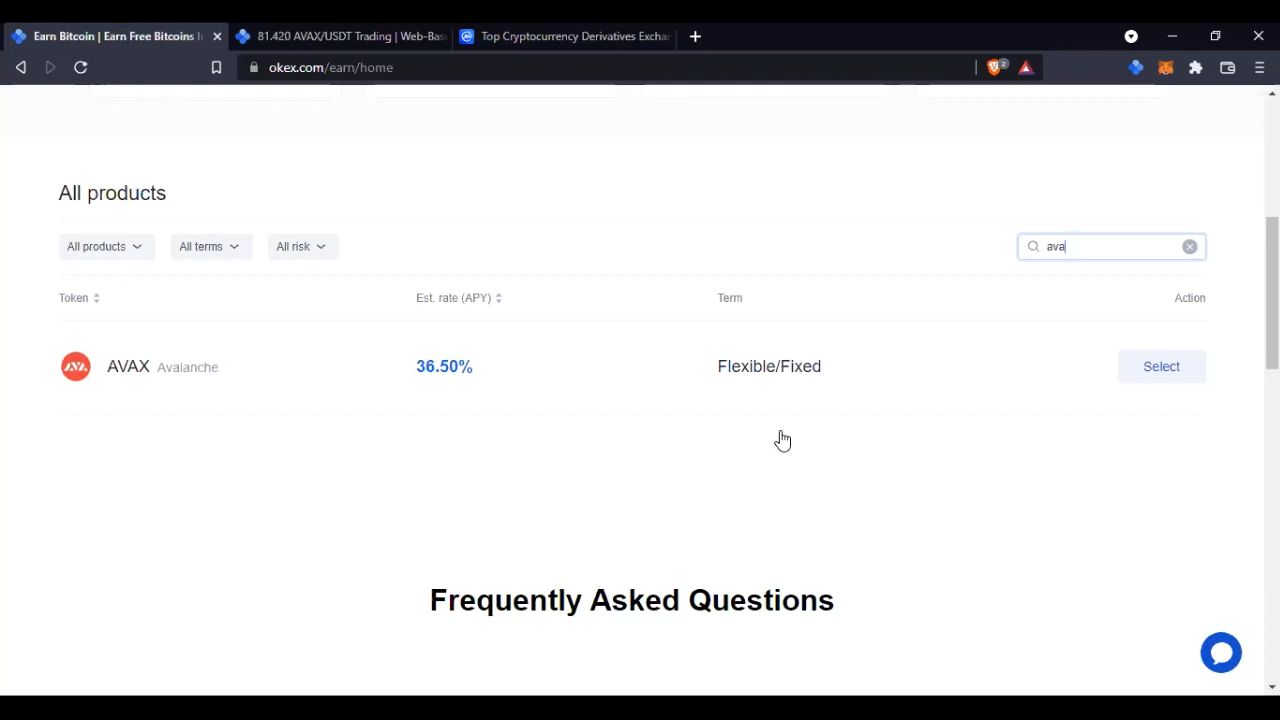 Earn Bitcoin | Earn Free Bitcoins I
81.420 AVAX/USDT Trading | Web-Bas
Top Cryptocurrency Derivatives Exchan
okex.com/earn/home
2
All products
All products
All terms
All risk
ava
Token
Est. rate (APY)
Term
Action
AVAX Avalanche
36.50%
Flexible/Fixed
Select
Frequently Asked Questions